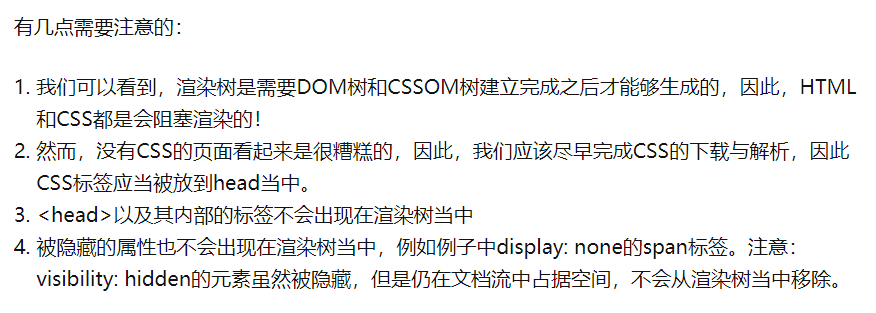 有几点需要注意的：
1. 我们可以看到，渲染树是需要DOM树和CSSOM树建立完成之后才能够生成的，因此，HTML
和CSS都是会阻塞渲染的！
2. 然而，没有CSS的页面看起来是很糟糕的，因此，我们应该尽早完成CSS的下载与解析，因此
CSS标签应当被放到head当中。
3. <head>以及其内部的标签不会出现在渲染树当中
4. 被隐藏的属性也不会出现在渲染树当中，例如例子中display: none的span标签。注意：
visibility: hidden的元素虽然被隐藏，但是仍在文档流中占据空间，不会从渲染树当中移除。